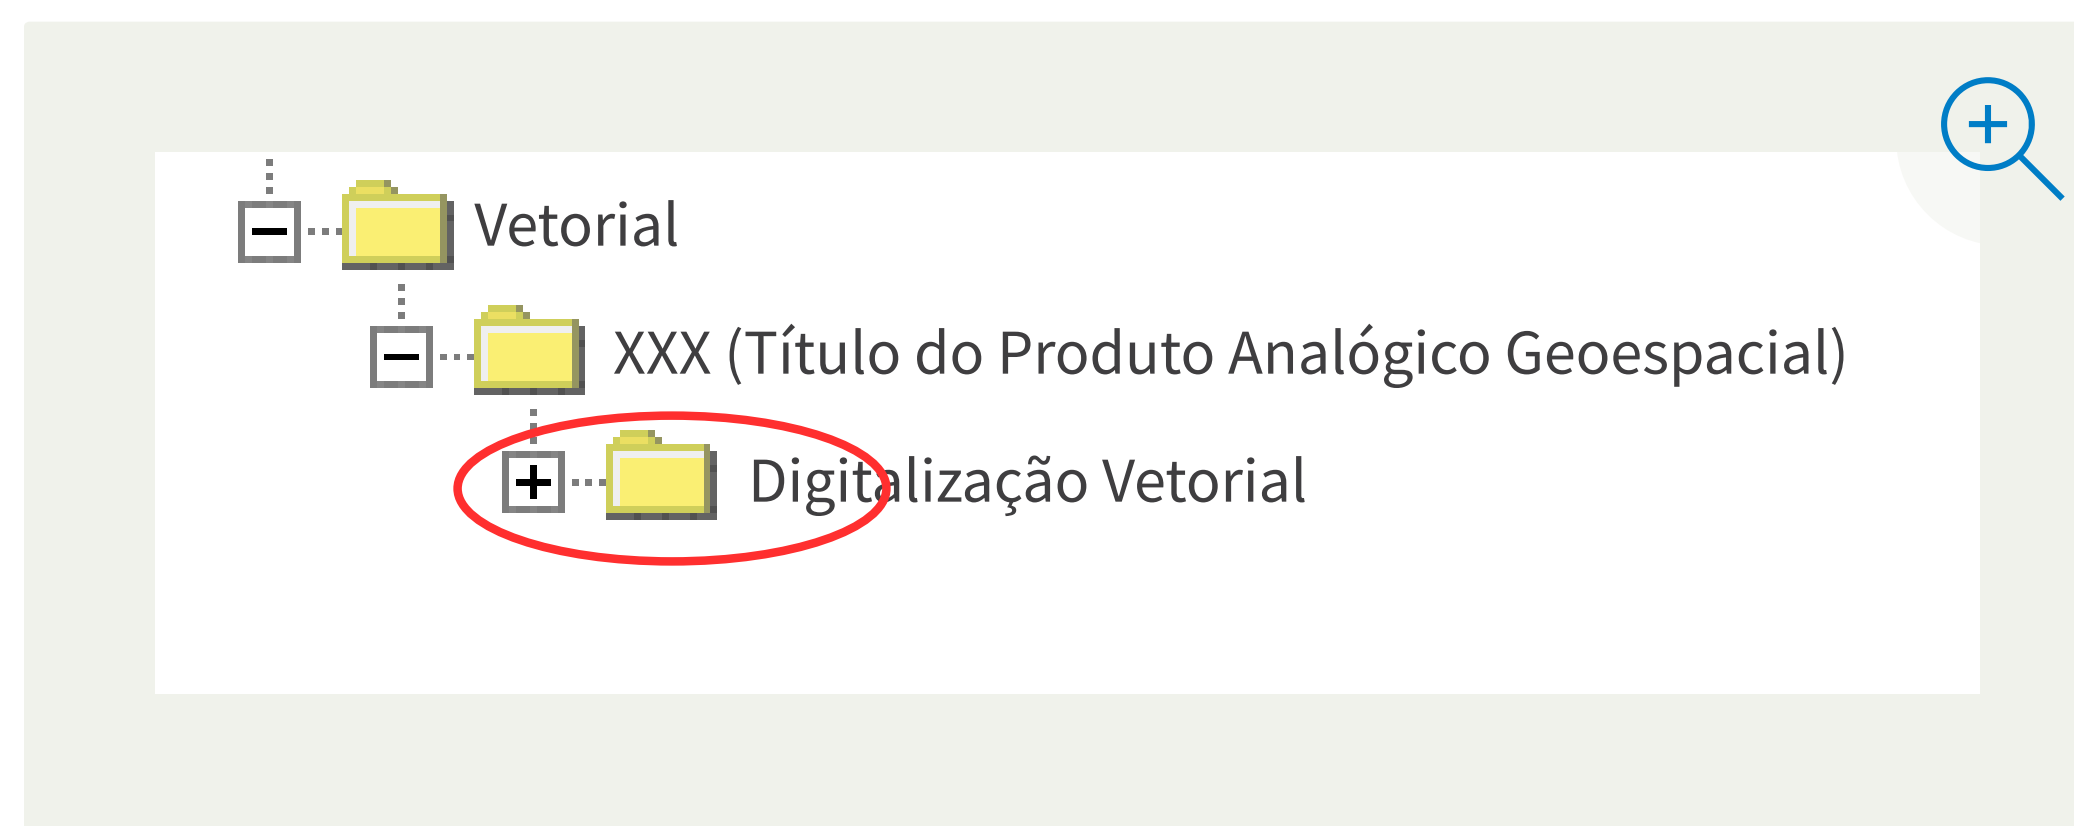 Vetorial
XXX (Título do Produto Analógico Geoespacial)
Digitalização Vetorial